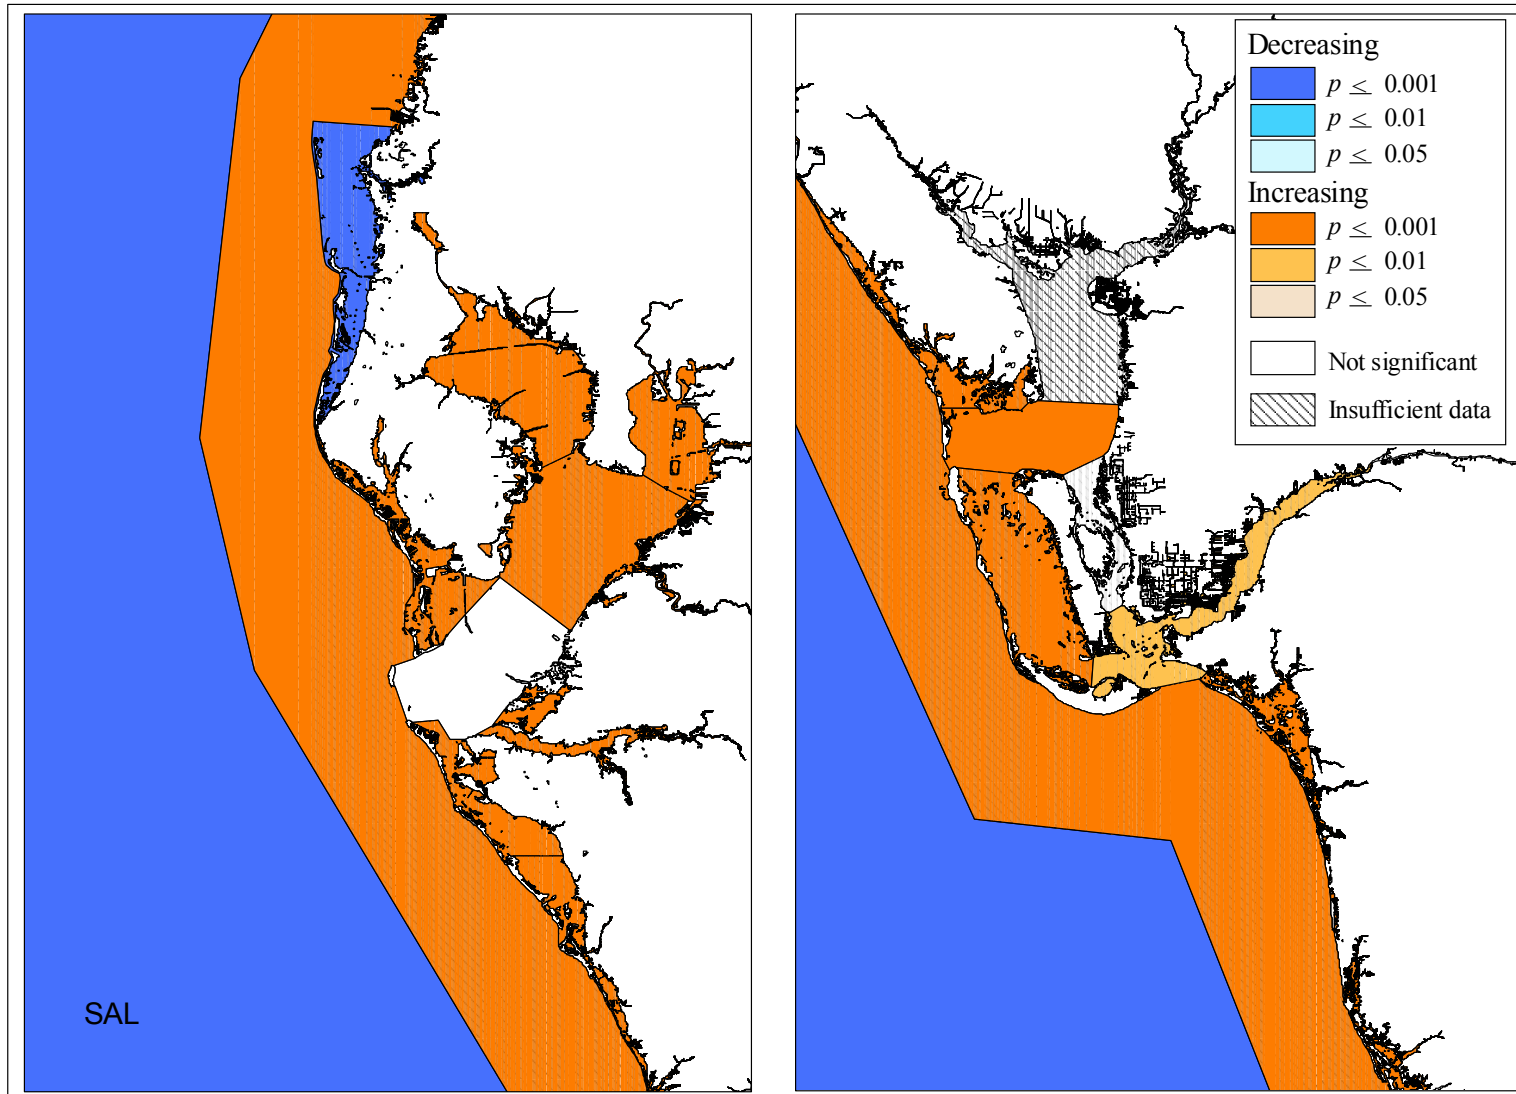 Decreasing
p ≤ 0.001
p ≤ 0.01
p ≤ 0.05
Increasing
p ≤ 0.001
p ≤ 0.01
p ≤ 0.05
Not significant
Insufficient data
SAL